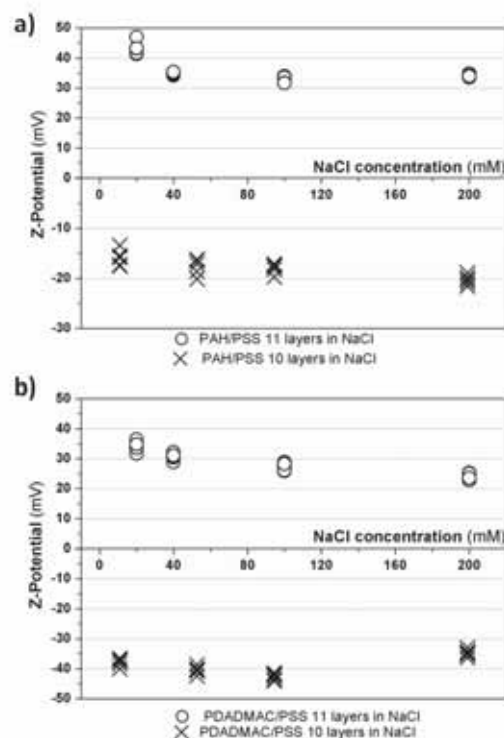 a)
50
40
30
20
10
0
-10
-20
-30
Z-Potential (mV)
NaCl concentration (mM)
0 40 80 120 160 200
PAH/PSS 11 layers in NaCl
PAH/PSS 10 layers in NaCl
b)
50
40
30
20
10
0
-10
-20
-30
-40
-50
Z-Potential (mV)
NaCl concentration (mM)
0 40 80 120 160 200
PDADMAC/PSS 11 layers in NaCl
PDADMAC/PSS 10 layers in NaCl